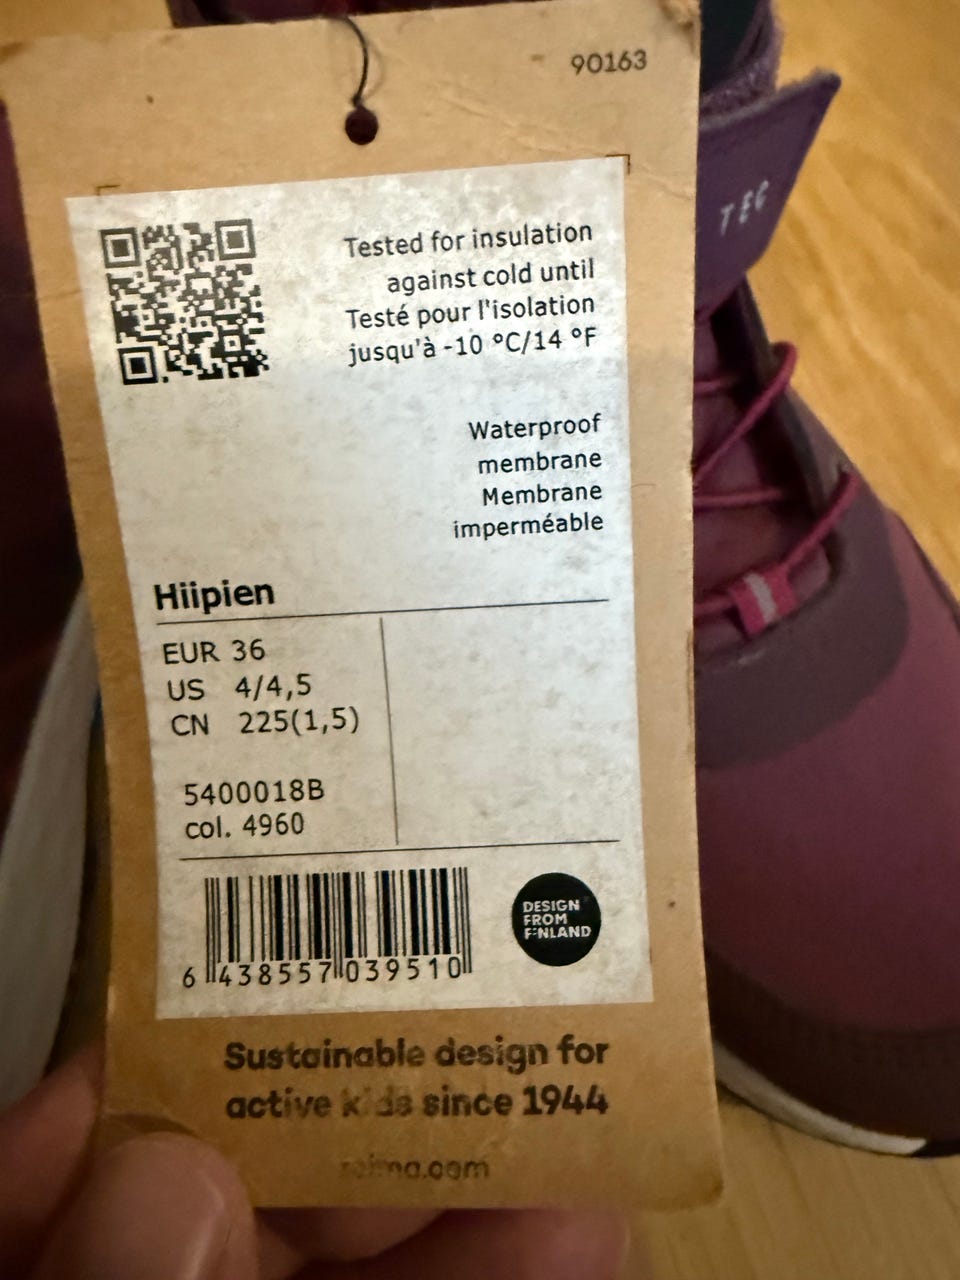 90163
TEC
Tested for insulation
against cold until
Testé pour l'isolation
jusqu'à -10 °C/14 °F
Waterproof
membrane
Membrane
imperméable
Hiipien
EUR 36
US 4/4,5
CN 225(1,5)
5400018B
col. 4960
6 438557 039510
DESIGN
FROM
FINLAND
Sustainable design for
active kids since 1944
reima.com